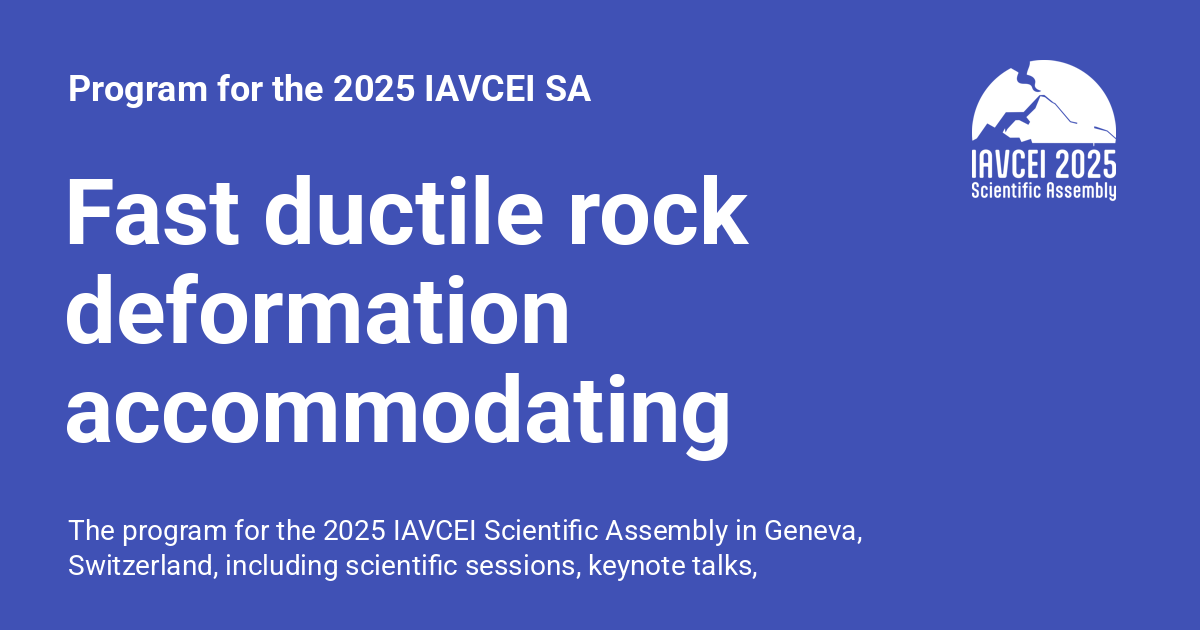 Program for the 2025 IAVCEI SA
IAVCEI 2025
Scientific Assembly
Fast ductile rock
deformation
accommodating
The program for the 2025 IAVCEI Scientific Assembly in Geneva,
Switzerland, including scientific sessions, keynote talks,